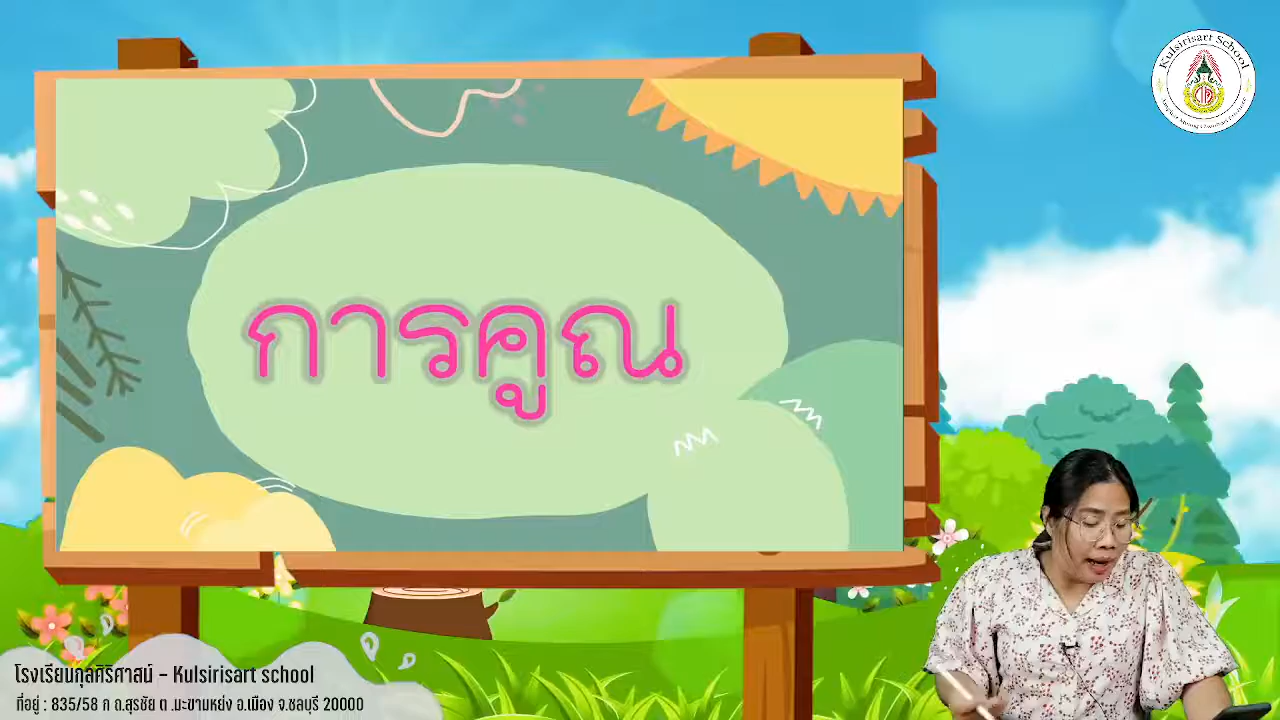 Kulsirisart School
การคูณ
โรงเรียนกุลศิริศาสน์ - Kulsirisart school
ที่อยู่ : 835/58 ก ถ.สุรชัย ต .มะขามหย่ง อ.เมือง จ.ชลบุรี 20000